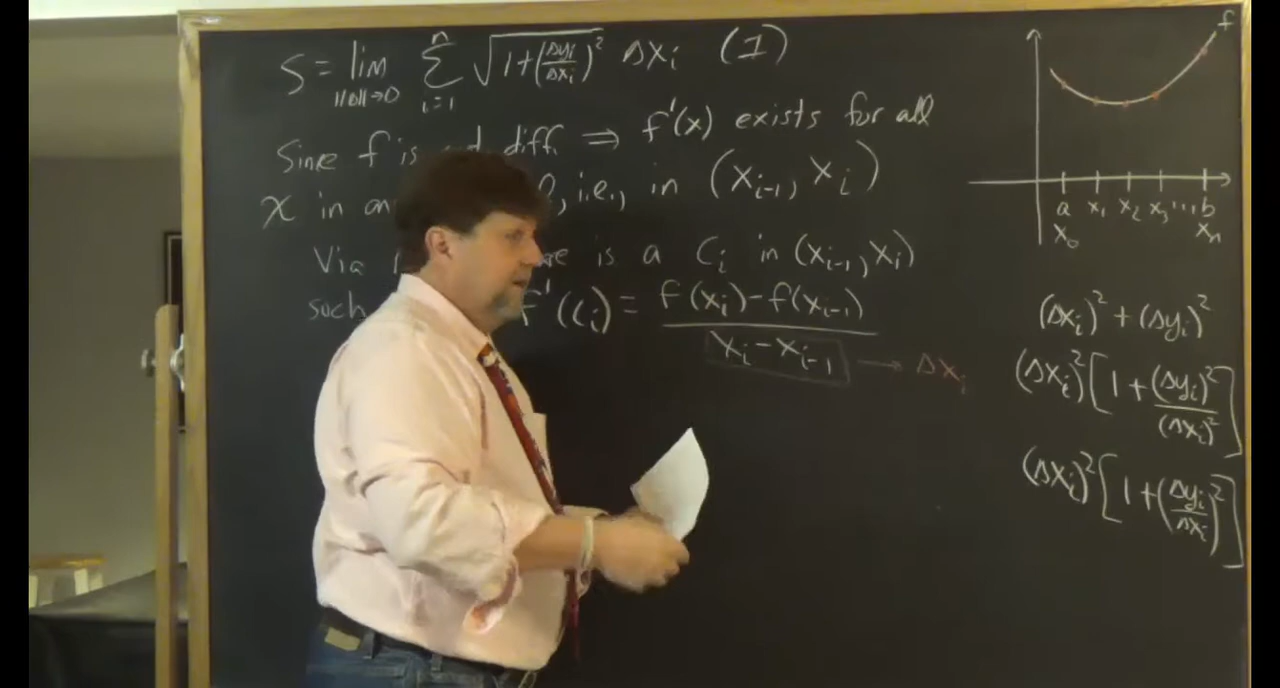 S = lim ||Δ||→0 n Σ i=1 √1+(Δyi/Δxi)² Δxi (1)
Since f is diff. ⇒ f'(x) exists for all
x in i.e., in (xi-1, xi)
Via is a ci in (xi-1, xi)
such f'(ci) = f(xi)-f(xi-1) / xi-xi-1 → Δxi
f
a x1 x2 x3 ... b
x0 xn
(Δxi)² + (Δyi)²
(Δxi)² [1 + (Δyi)²/(Δxi)²]
(Δxi)² [1 + (Δyi/Δxi)²]